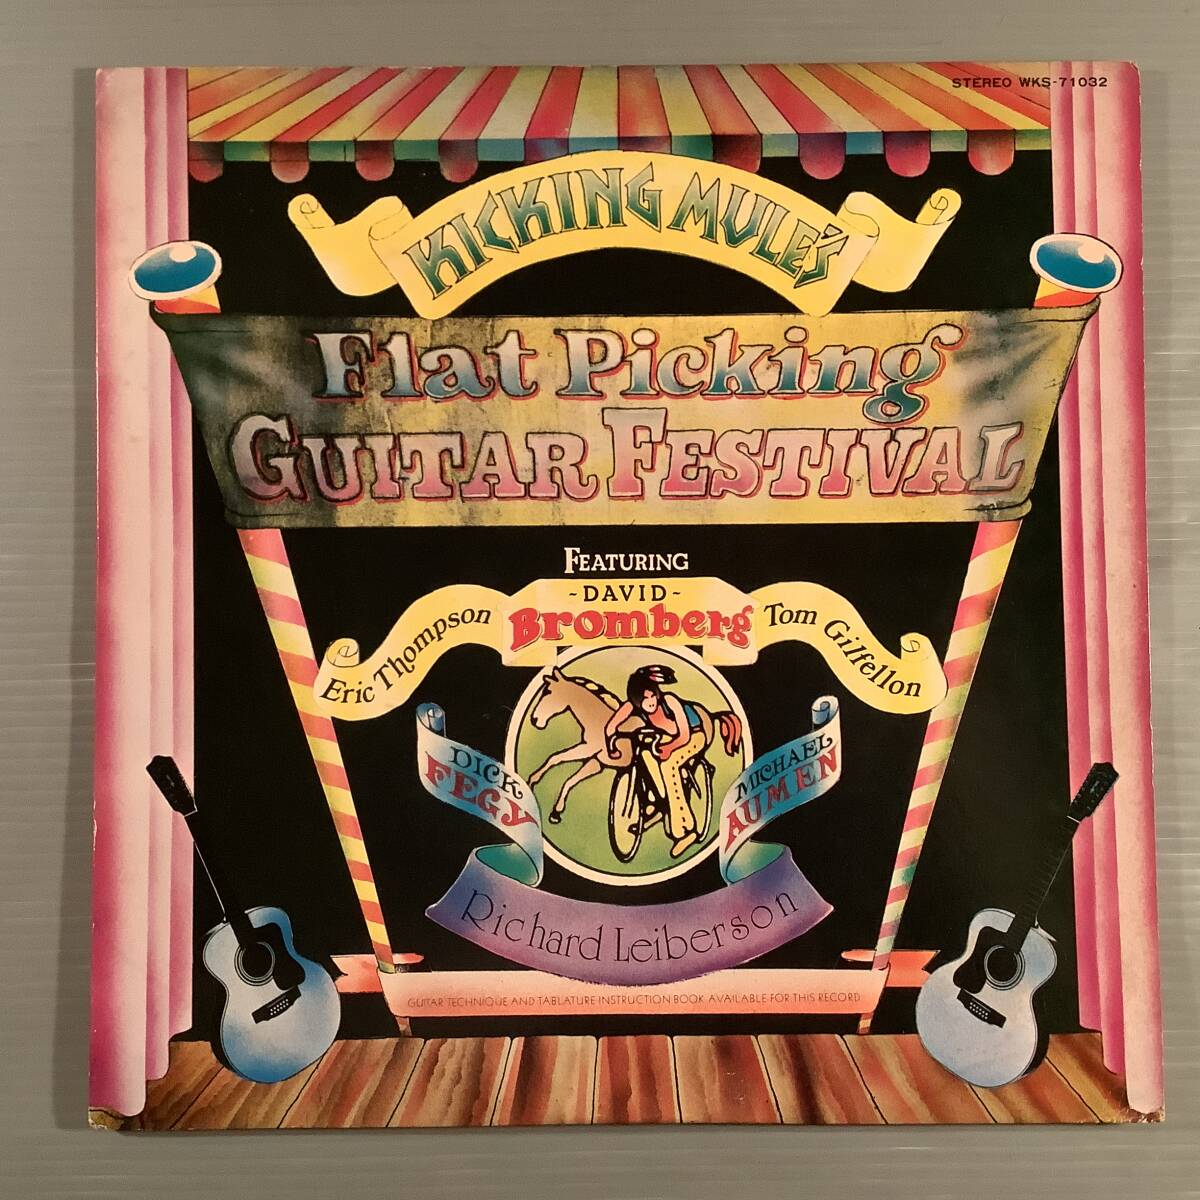 STEREO WKS-71032
KICKING MULE'S
Flat Picking
GUITAR FESTIVAL
FEATURING
-DAVID-
Bromberg
Eric Thompson
Tom Gilfellon
DICK
FEGY
MICHAEL
AUMEN
Richard Leiberson
GUITAR TECHNIQUE AND TABLATURE INSTRUCTION BOOK AVAILABLE FOR THIS RECORD